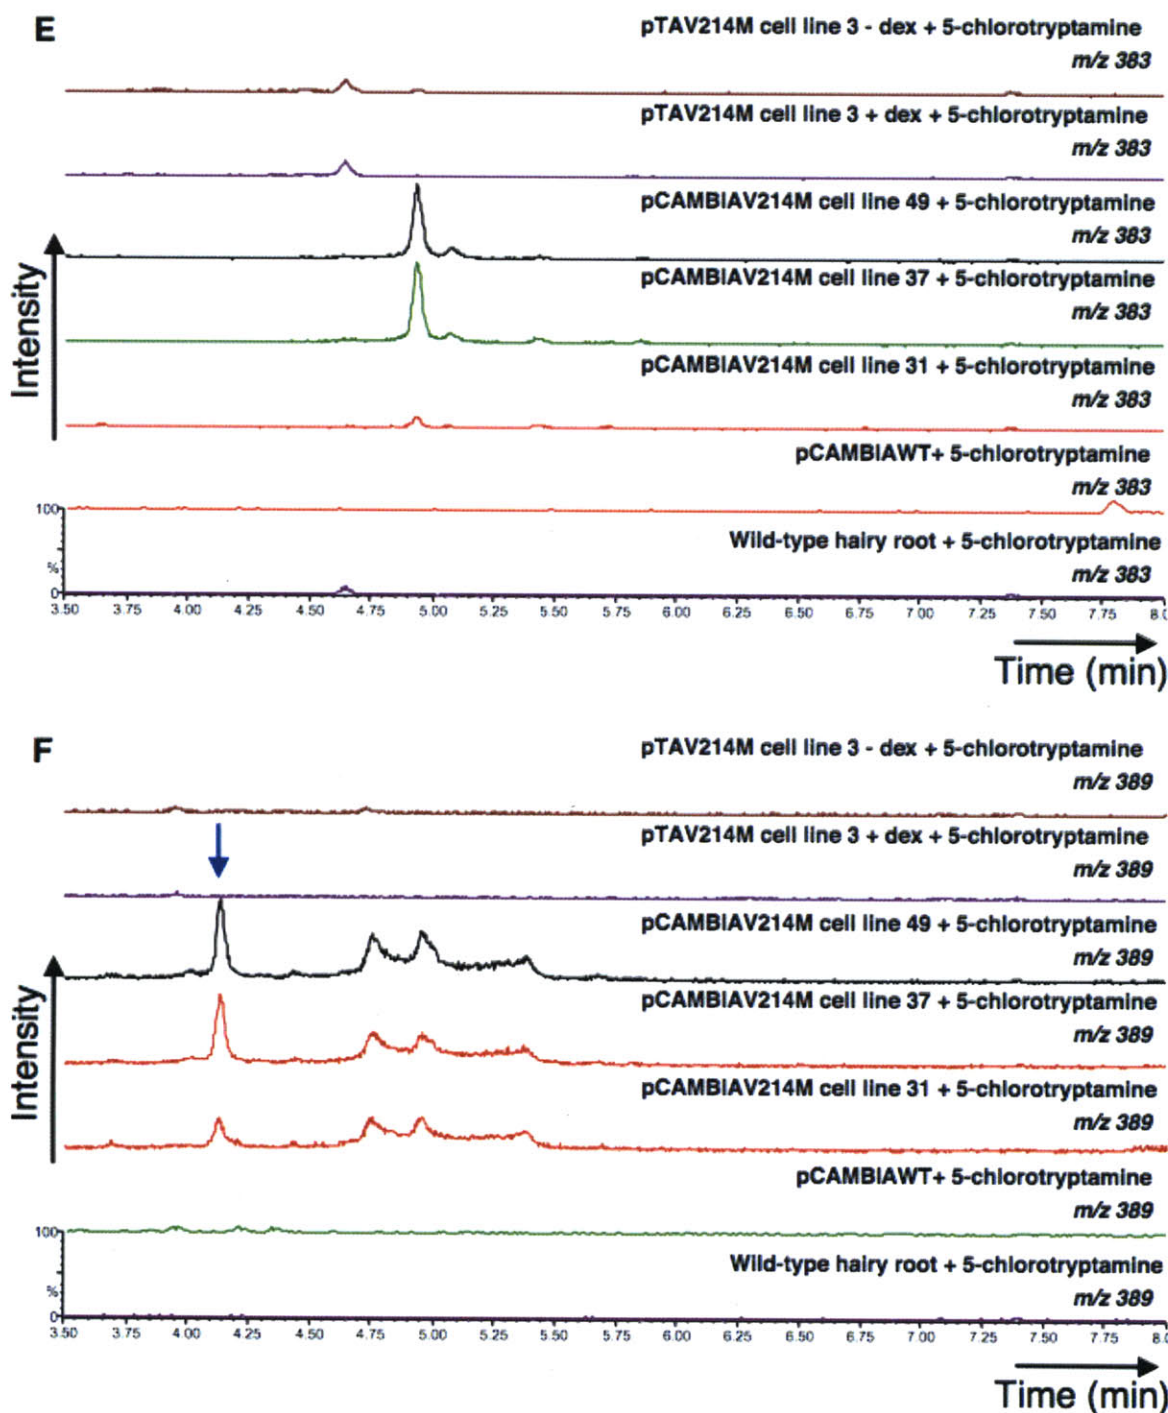 E
pTAV214M cell line 3 - dex + 5-chlorotryptamine
m/z 383
pTAV214M cell line 3 + dex + 5-chlorotryptamine
m/z 383
pCAMBIAV214M cell line 49 + 5-chlorotryptamine
m/z 383
pCAMBIAV214M cell line 37 + 5-chlorotryptamine
m/z 383
pCAMBIAV214M cell line 31 + 5-chlorotryptamine
m/z 383
pCAMBIAWT+ 5-chlorotryptamine
m/z 383
Wild-type hairy root + 5-chlorotryptamine
m/z 383
Intensity
100
%
0
3.50 3.75 4.00 4.25 4.50 4.75 5.00 5.25 5.50 5.75 6.00 6.25 6.50 6.75 7.00 7.25 7.50 7.75 8.0
Time (min)
F
pTAV214M cell line 3 - dex + 5-chlorotryptamine
m/z 389
pTAV214M cell line 3 + dex + 5-chlorotryptamine
m/z 389
pCAMBIAV214M cell line 49 + 5-chlorotryptamine
m/z 389
pCAMBIAV214M cell line 37 + 5-chlorotryptamine
m/z 389
pCAMBIAV214M cell line 31 + 5-chlorotryptamine
m/z 389
pCAMBIAWT+ 5-chlorotryptamine
m/z 389
Wild-type hairy root + 5-chlorotryptamine
m/z 389
Intensity
100
%
0
3.50 3.75 4.00 4.25 4.50 4.75 5.00 5.25 5.50 5.75 6.00 6.25 6.50 6.75 7.00 7.25 7.50 7.75 8.0
Time (min)